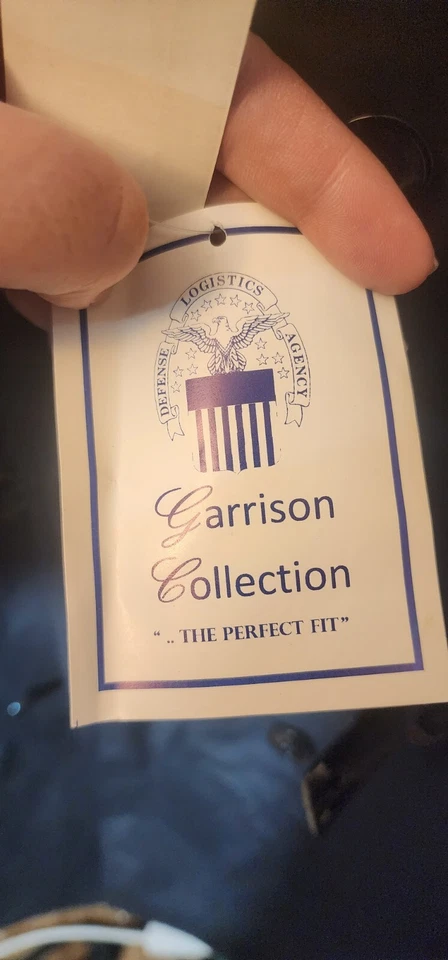 DEFENSE LOGISTICS AGENCY
Garrison
Collection
“ .. THE PERFECT FIT”